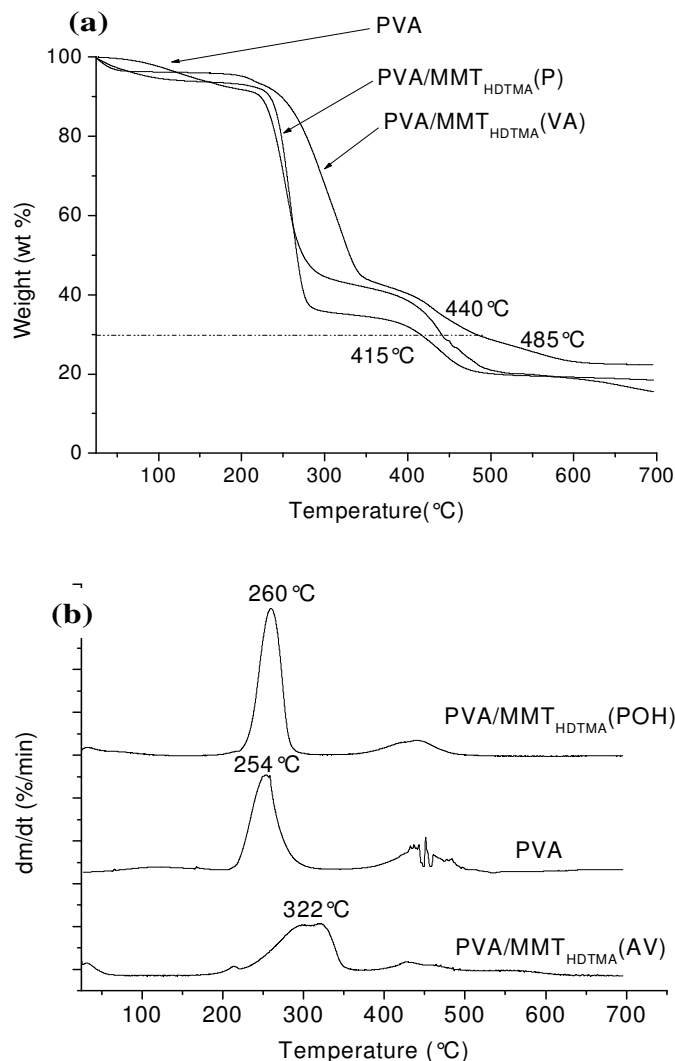 (a)
PVA
PVA/MMTHDTMA(P)
PVA/MMTHDTMA(VA)
100
80
60
40
20
0
Weight (wt %)
440°C
485°C
415°C
100
200
300
400
500
600
700
Temperature(°C)
(b)
260°C
PVA/MMTHDTMA(POH)
254°C
PVA
322°C
PVA/MMTHDTMA(AV)
dm/dt (%/min)
100
200
300
400
500
600
700
Temperature (°C)